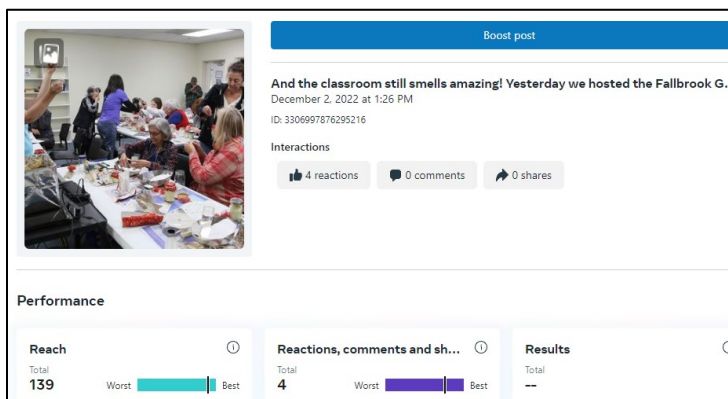 Boost post
And the classroom still smells amazing! Yesterday we hosted the Fallbrook G...
December 2, 2022 at 1:26 PM
ID: 3306997876295216
Interactions
4 reactions
0 comments
0 shares
Performance
Reach
Total
139
Worst
Best
Reactions, comments and sh...
Total
4
Worst
Best
Results
Total
--